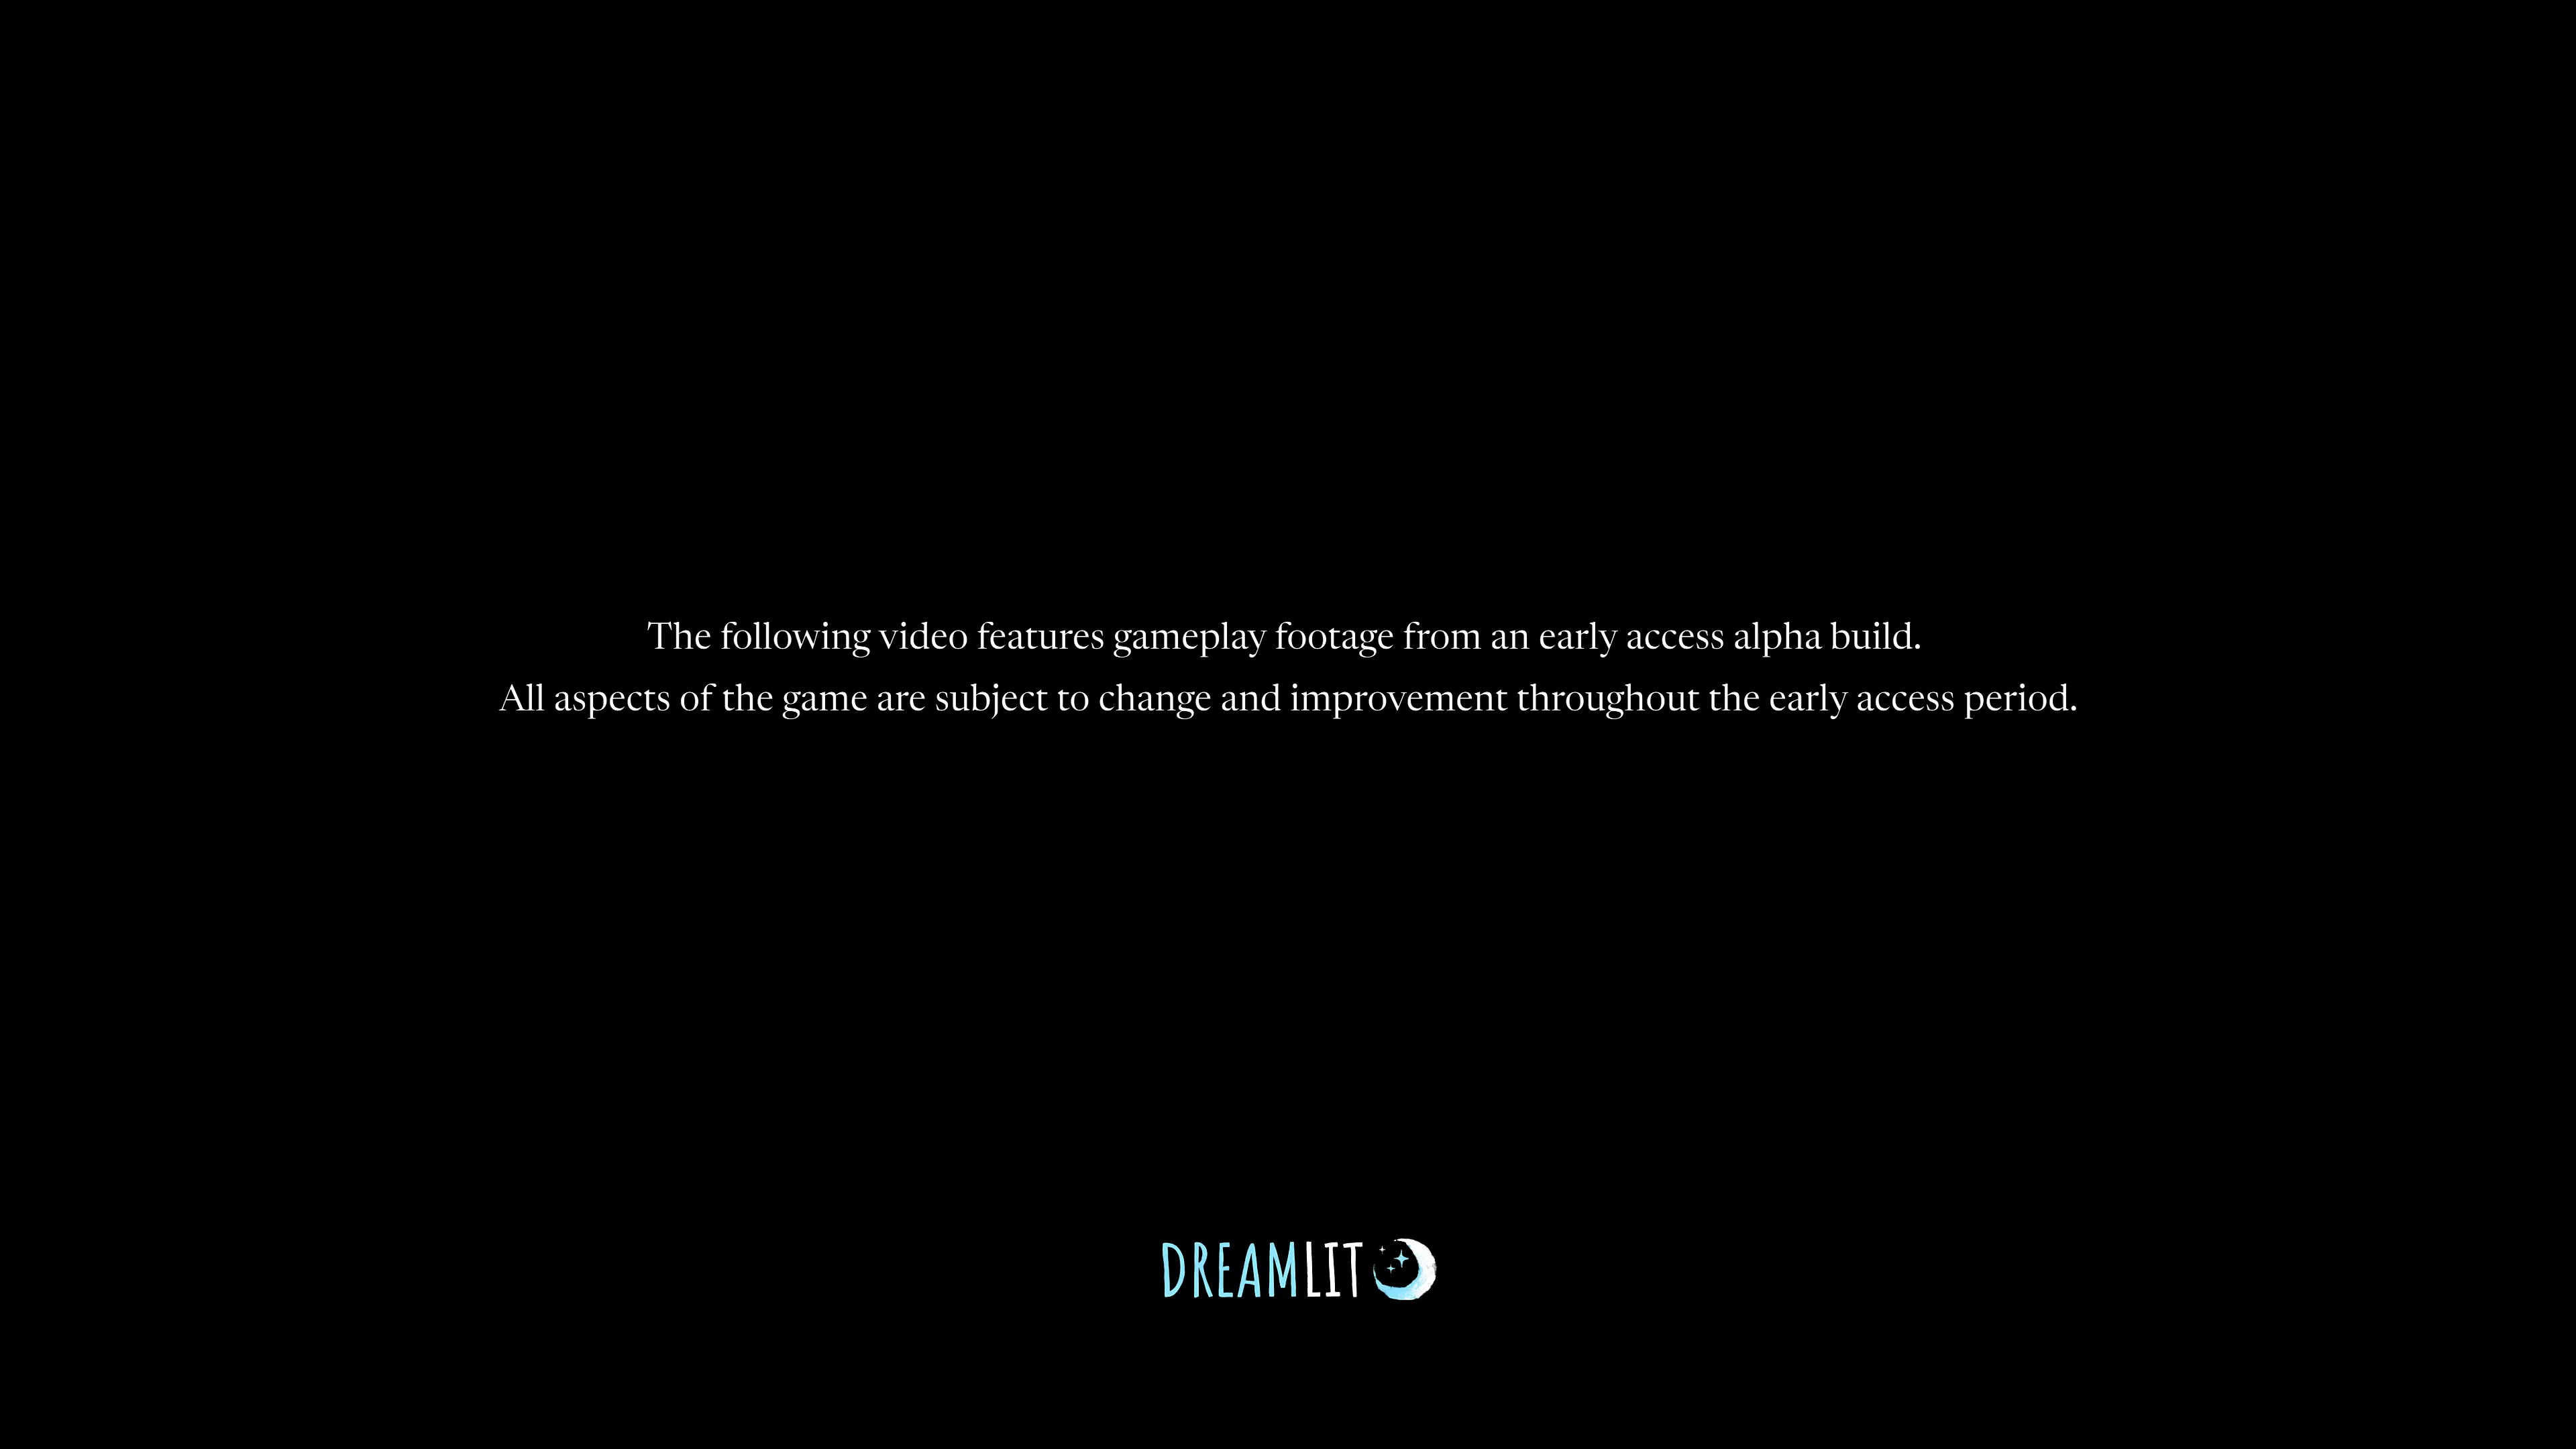 The following video features gameplay footage from an early access alpha build.
All aspects of the game are subject to change and improvement throughout the early access period.
DREAMLIT